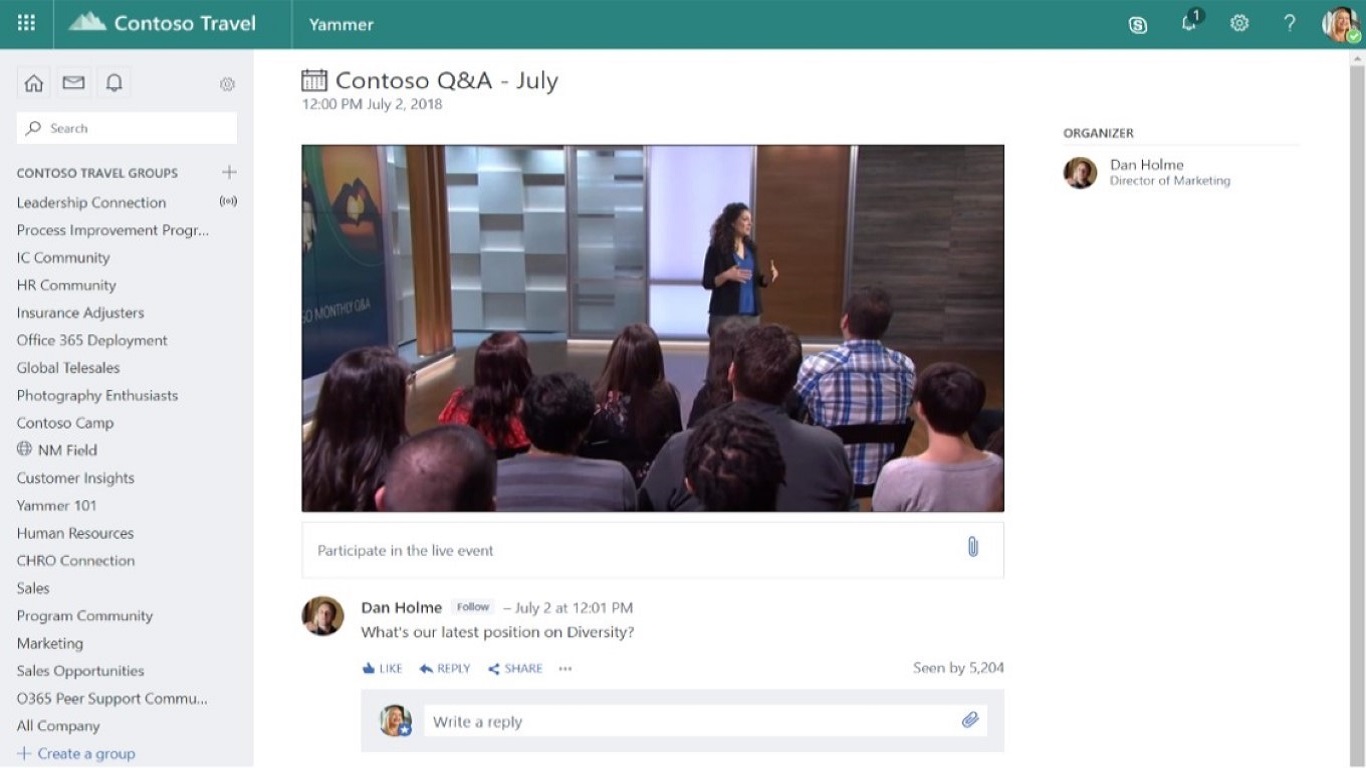 Contoso Travel
Yammer
1
?
Contoso Q&A - July
12:00 PM July 2, 2018
Search
CONTOSO TRAVEL GROUPS
Leadership Connection
Process Improvement Progr...
IC Community
HR Community
Insurance Adjusters
Office 365 Deployment
Global Telesales
Photography Enthusiasts
Contoso Camp
NM Field
Customer Insights
Yammer 101
Human Resources
CHRO Connection
Sales
Program Community
Marketing
Sales Opportunities
O365 Peer Support Commu...
All Company
+ Create a group
MONTHLY Q&A
Participate in the live event
Dan Holme Follow – July 2 at 12:01 PM
What's our latest position on Diversity?
LIKE REPLY SHARE ...
Seen by 5,204
Write a reply
ORGANIZER
Dan Holme
Director of Marketing